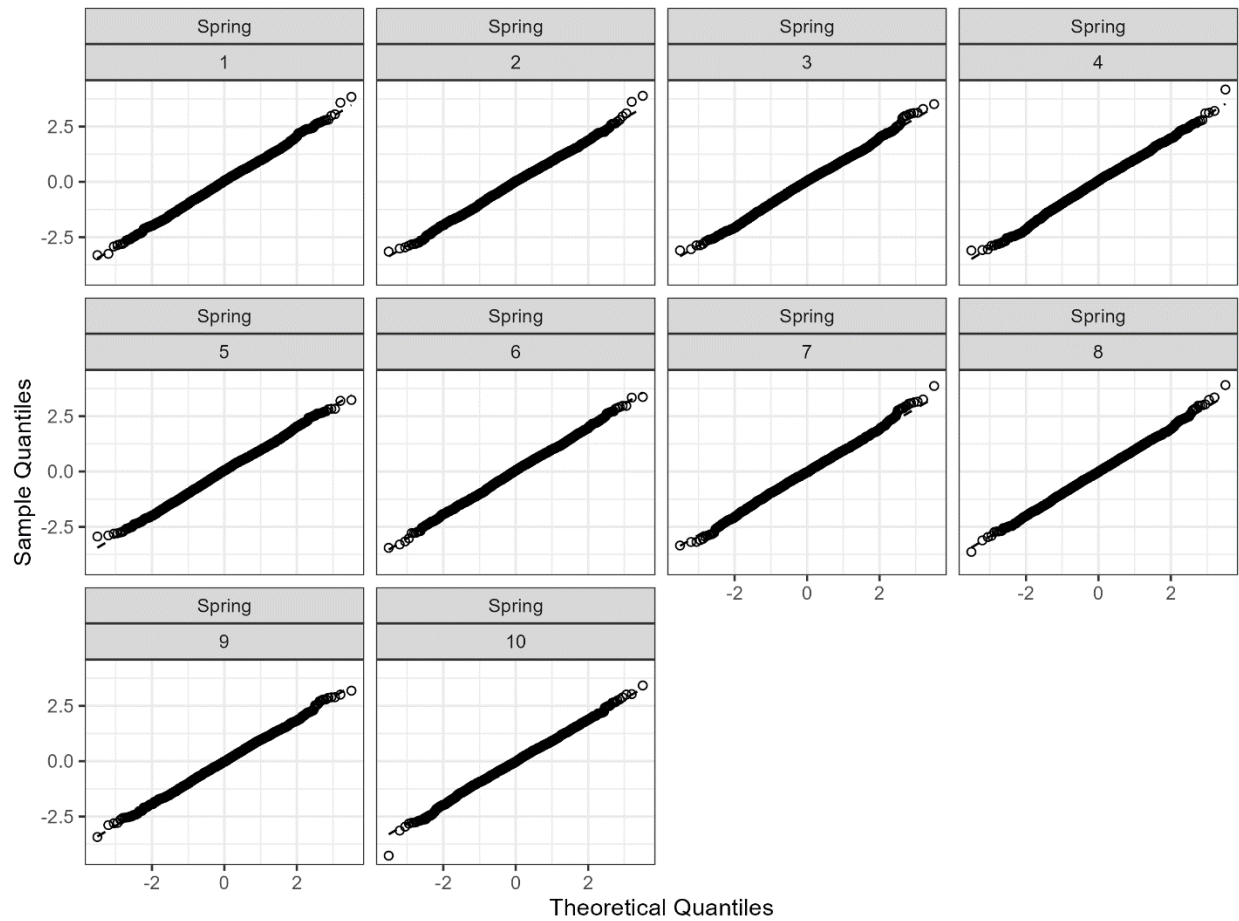 Spring Spring Spring Spring
1 2 3 4
2.5
0.0
-2.5
Spring Spring Spring Spring
5 6 7 8
2.5
0.0
-2.5
-2 0 2 -2 0 2
Spring Spring
9 10
2.5
0.0
-2.5
-2 0 2 -2 0 2
Sample Quantiles
Theoretical Quantiles